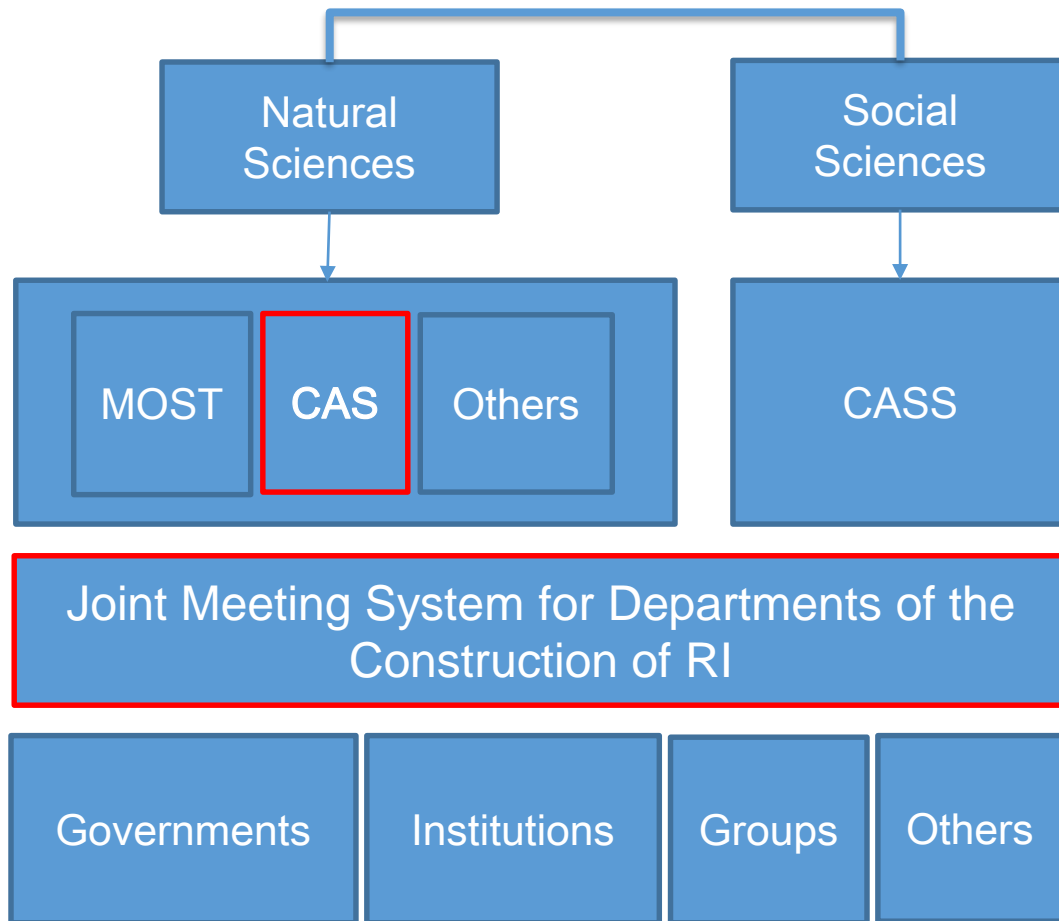 Natural
Sciences
Social
Sciences
MOST
CAS
Others
CASS
Joint Meeting System for Departments of the
Construction of RI
Governments
Institutions
Groups
Others